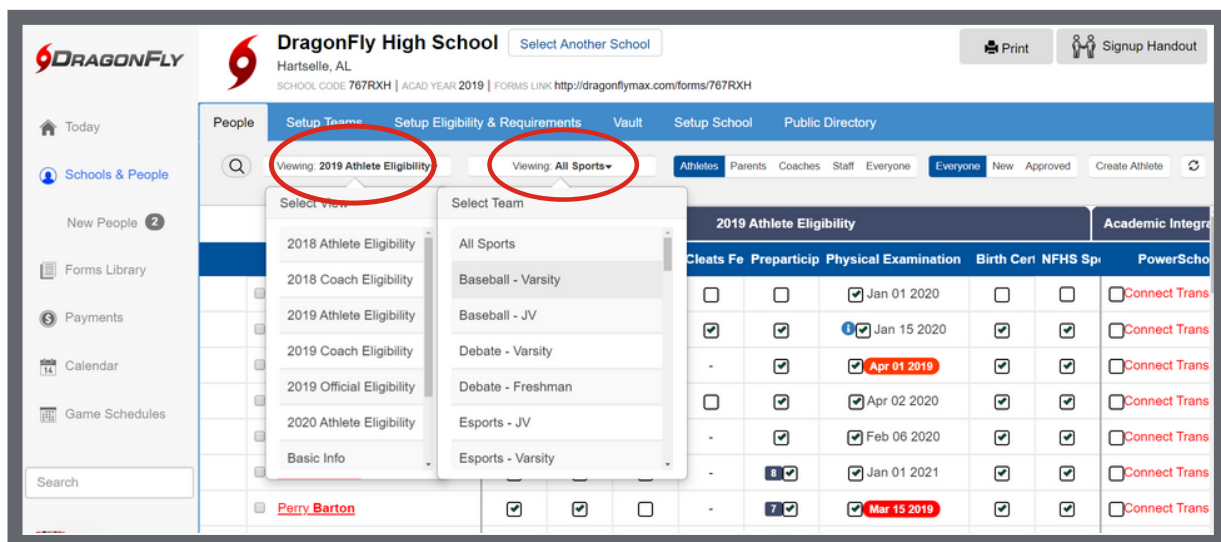 DRAGONFLY
DragonFly High School
Select Another School
Print
Signup Handout
Hartselle, AL
SCHOOL CODE 767RXH | ACAD YEAR 2019 | FORMS LINK http://dragonflymax.com/forms/767RXH
Today
Schools & People
New People 2
Forms Library
Payments
14
Calendar
Game Schedules
Search
People
Setup Teams
Setup Eligibility & Requirements
Vault
Setup School
Public Directory
Viewing: 2019 Athlete Eligibility
Viewing: All Sports
Athletes Parents Coaches Staff Everyone
Everyone New Approved
Create Athlete
Select View
2018 Athlete Eligibility
2018 Coach Eligibility
2019 Athlete Eligibility
2019 Coach Eligibility
2019 Official Eligibility
2020 Athlete Eligibility
Basic Info
Select Team
All Sports
Baseball - Varsity
Baseball - JV
Debate - Varsity
Debate - Freshman
Esports - JV
Esports - Varsity
2019 Athlete Eligibility
Academic Integra
Cleats Fe Preparticip Physical Examination Birth Cert NFHS Spo PowerScho
Jan 01 2020 Connect Trans
Jan 15 2020 Connect Trans
- Apr 01 2019 Connect Trans
Apr 02 2020 Connect Trans
- Feb 06 2020 Connect Trans
- 8 Jan 01 2021 Connect Trans
Perry Barton - 7 Mar 15 2019 Connect Trans